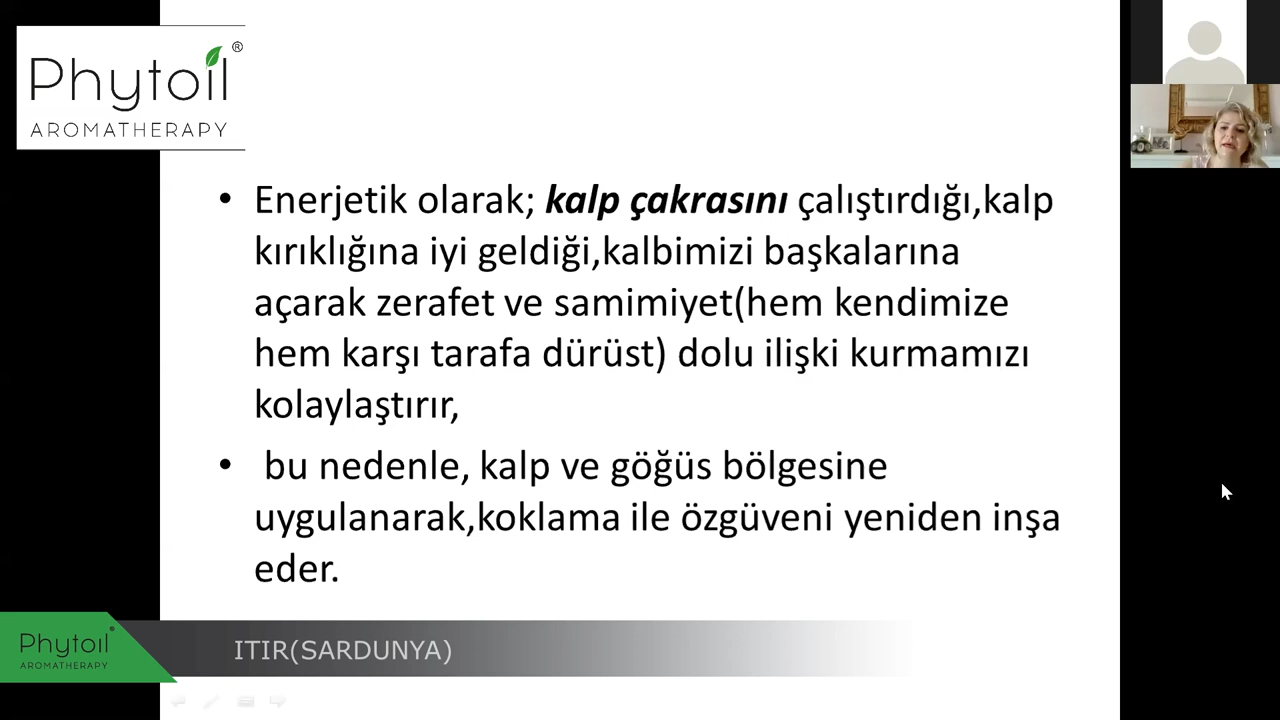 Phytoil®
AROMATHERAPY
• Enerjetik olarak; kalp çakrasını çalıştırdığı,kalp
kırıklığına iyi geldiği,kalbimizi başkalarına
açarak zerafet ve samimiyet(hem kendimize
hem karşı tarafa dürüst) dolu ilişki kurmamızı
kolaylaştırır,
• bu nedenle, kalp ve göğüs bölgesine
uygulanarak,koklama ile özgüveni yeniden inşa
eder.
Phytoil®
AROMATHERAPY
ITIR(SARDUNYA)